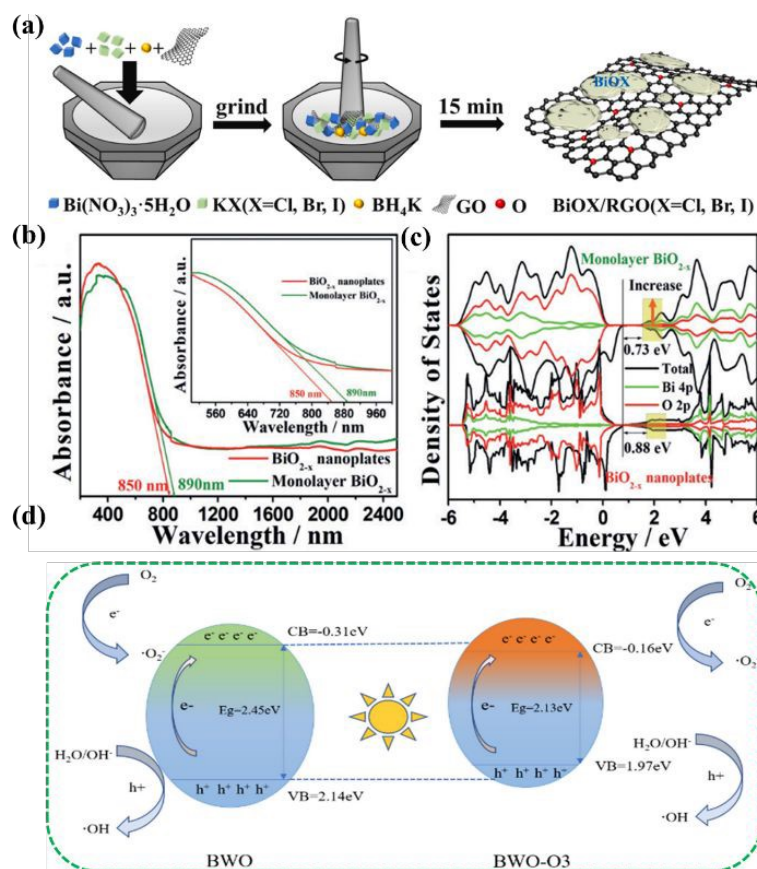 (a)
BiOX
grind
15 min
Bi(NO₃)₃·5H₂O KX(X=Cl, Br, I) BH₄K GO O BiOX/RGO(X=Cl, Br, I)
(b)
Absorbance / a.u.
Absorbance / a.u.
BiO₂₋ₓ nanoplates
Monolayer BiO₂₋ₓ
850 nm
890nm
560 640 720 800 880 960
Wavelength / nm
850 nm
890nm
BiO₂₋ₓ nanoplates
Monolayer BiO₂₋ₓ
400 800 1200 1600 2000 2400
Wavelength / nm
(c)
Density of States
Monolayer BiO₂₋ₓ
Increase
0.73 eV
Total
Bi 4p
O 2p
0.88 eV
BiO₂₋ₓ nanoplates
-6 -4 -2 0 2 4 6
Energy / eV
(d)
O₂
e⁻
·O₂⁻
H₂O/OH⁻
h+
·OH
e⁻ e⁻ e⁻ e⁻
CB=-0.31eV
e-
Eg=2.45eV
h⁺ h⁺ h⁺ h⁺
VB=2.14eV
BWO
e⁻ e⁻ e⁻ e⁻
CB=-0.16eV
e-
Eg=2.13eV
h⁺ h⁺ h⁺ h⁺
VB=1.97eV
BWO-O3
O₂
e⁻
·O₂⁻
H₂O/OH⁻
h+
·OH